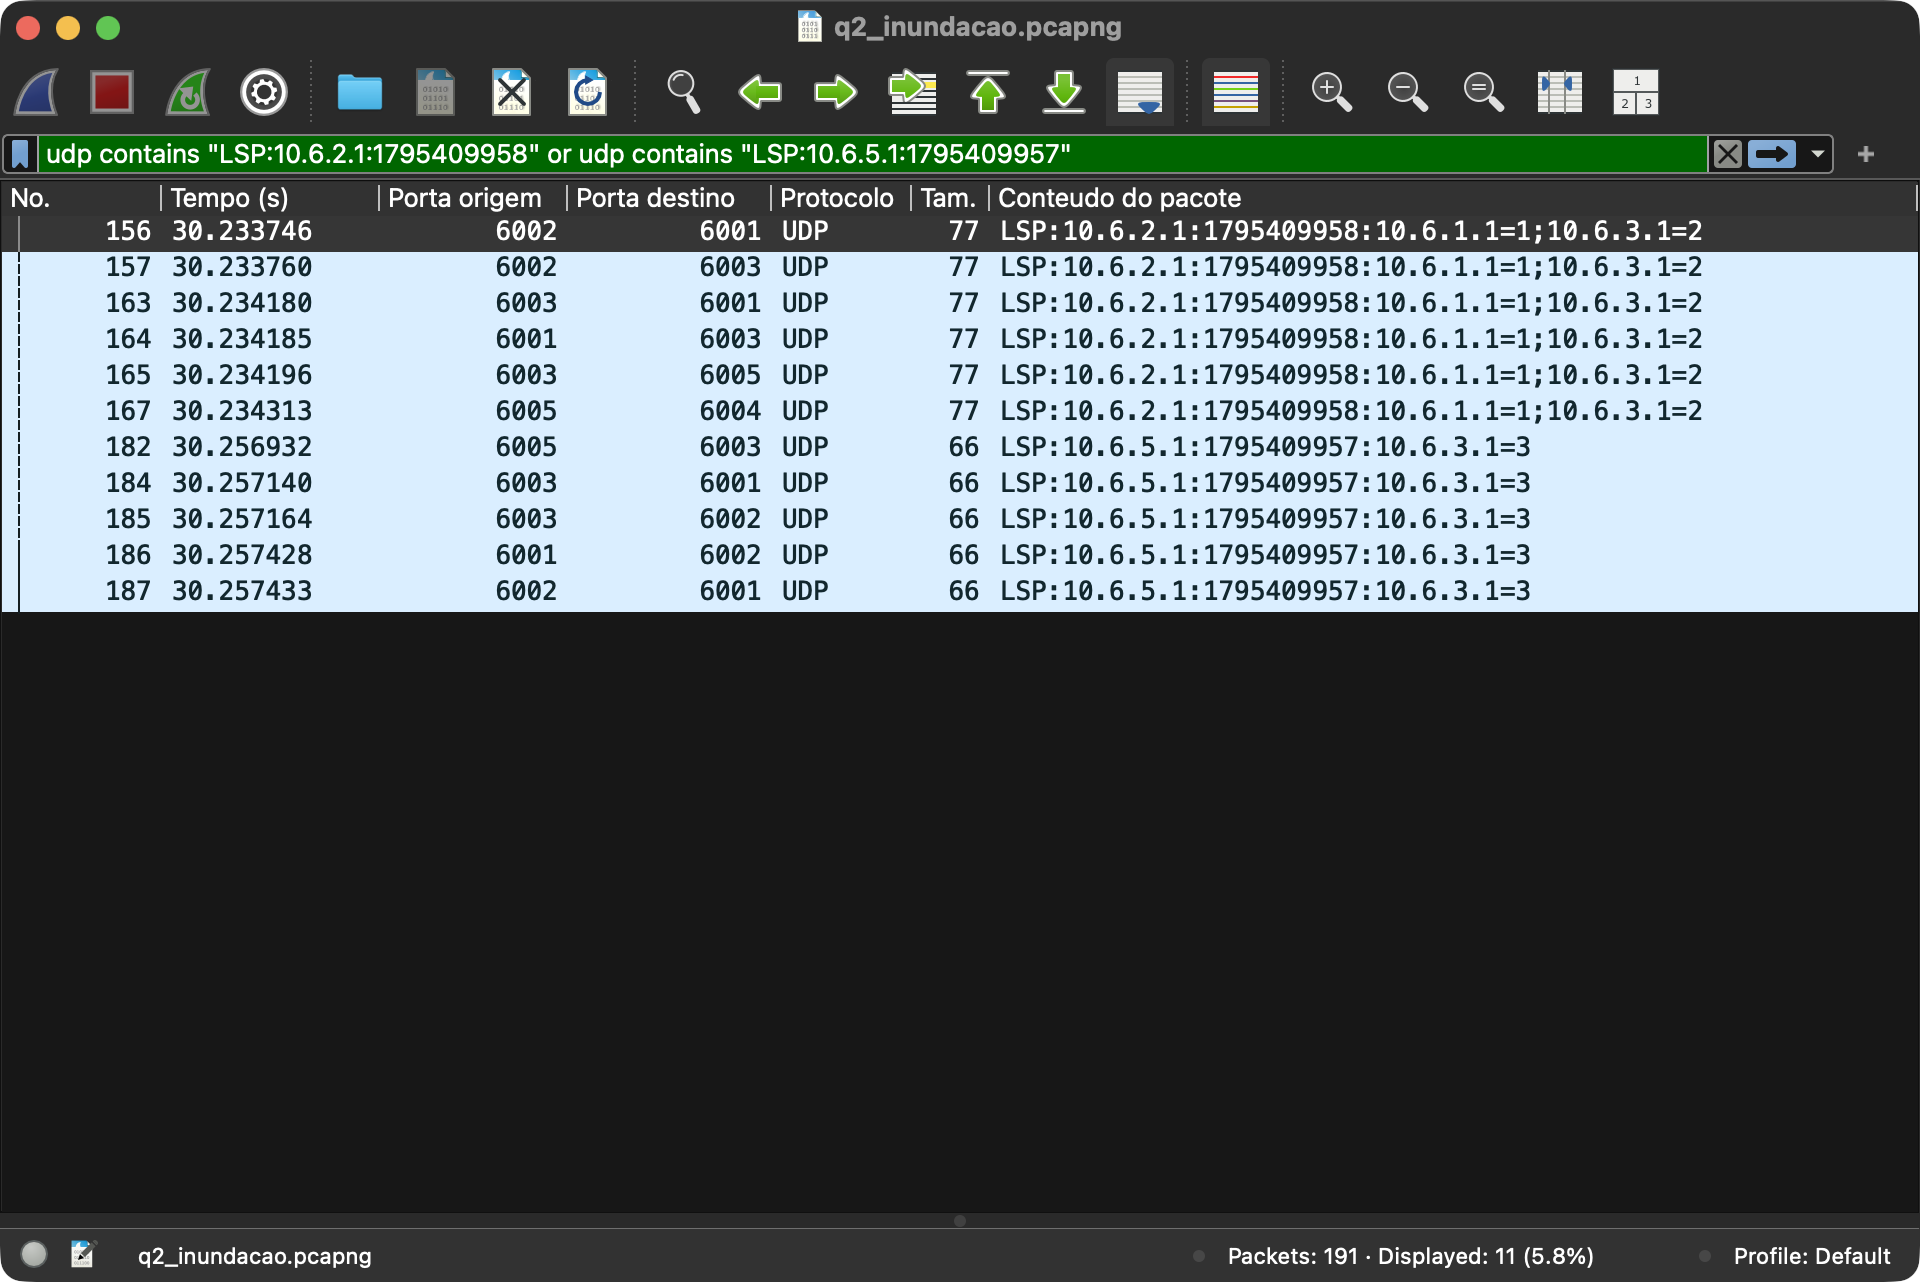 q2_inundacao.pcapng
1
2 3
udp contains "LSP:10.6.2.1:1795409958" or udp contains "LSP:10.6.5.1:1795409957"
No. Tempo (s) Porta origem Porta destino Protocolo Tam. Conteudo do pacote
156 30.233746 6002 6001 UDP 77 LSP:10.6.2.1:1795409958:10.6.1.1=1;10.6.3.1=2
157 30.233760 6002 6003 UDP 77 LSP:10.6.2.1:1795409958:10.6.1.1=1;10.6.3.1=2
163 30.234180 6003 6001 UDP 77 LSP:10.6.2.1:1795409958:10.6.1.1=1;10.6.3.1=2
164 30.234185 6001 6003 UDP 77 LSP:10.6.2.1:1795409958:10.6.1.1=1;10.6.3.1=2
165 30.234196 6003 6005 UDP 77 LSP:10.6.2.1:1795409958:10.6.1.1=1;10.6.3.1=2
167 30.234313 6005 6004 UDP 77 LSP:10.6.2.1:1795409958:10.6.1.1=1;10.6.3.1=2
182 30.256932 6005 6003 UDP 66 LSP:10.6.5.1:1795409957:10.6.3.1=3
184 30.257140 6003 6001 UDP 66 LSP:10.6.5.1:1795409957:10.6.3.1=3
185 30.257164 6003 6002 UDP 66 LSP:10.6.5.1:1795409957:10.6.3.1=3
186 30.257428 6001 6002 UDP 66 LSP:10.6.5.1:1795409957:10.6.3.1=3
187 30.257433 6002 6001 UDP 66 LSP:10.6.5.1:1795409957:10.6.3.1=3
q2_inundacao.pcapng Packets: 191 · Displayed: 11 (5.8%) Profile: Default